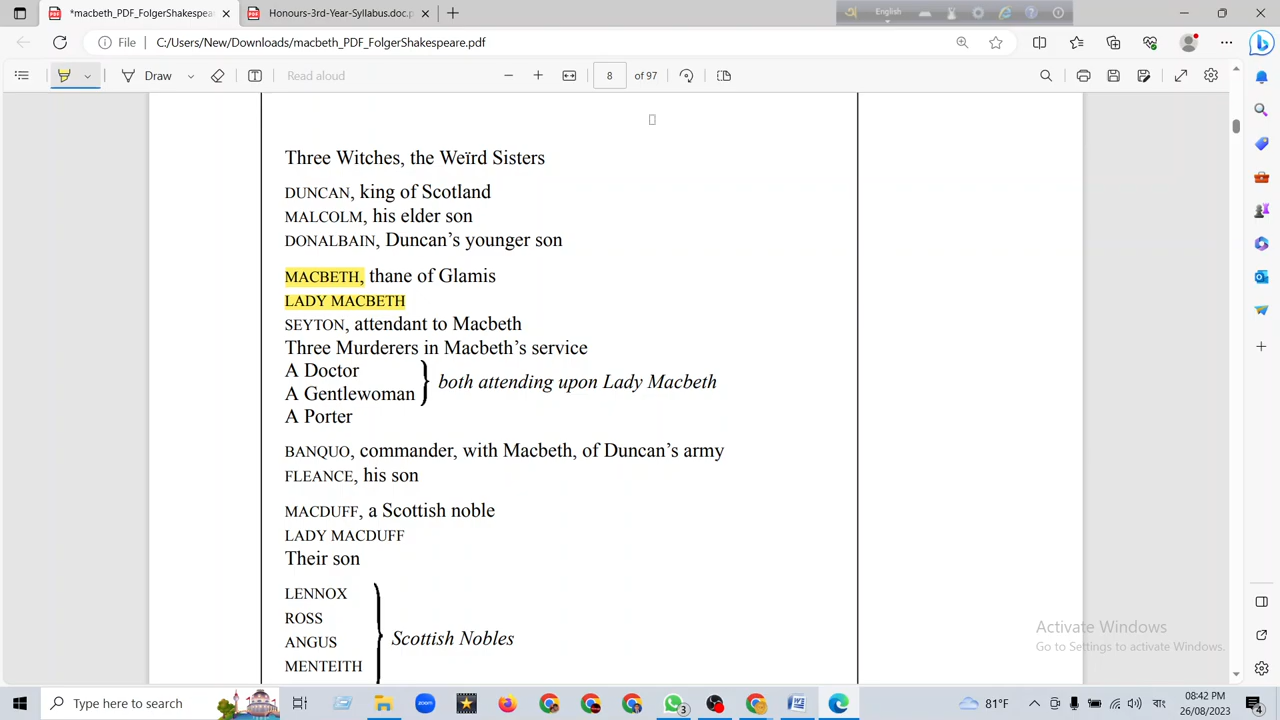 *macbeth_PDF_FolgerShakespeare
Honours-3rd-Year-Syllabus.doc.p
English
File C:/Users/New/Downloads/macbeth_PDF_FolgerShakespeare.pdf
Draw
Read aloud
8 of 97
Three Witches, the Weïrd Sisters
DUNCAN, king of Scotland
MALCOLM, his elder son
DONALBAIN, Duncan’s younger son
MACBETH, thane of Glamis
LADY MACBETH
SEYTON, attendant to Macbeth
Three Murderers in Macbeth’s service
A Doctor
A Gentlewoman
both attending upon Lady Macbeth
A Porter
BANQUO, commander, with Macbeth, of Duncan’s army
FLEANCE, his son
MACDUFF, a Scottish noble
LADY MACDUFF
Their son
LENNOX
ROSS
ANGUS
MENTEITH
Scottish Nobles
Activate Windows
Go to Settings to activate Windows.
Type here to search
zoom
3
81°F
বাং
08:42 PM
26/08/2023
4